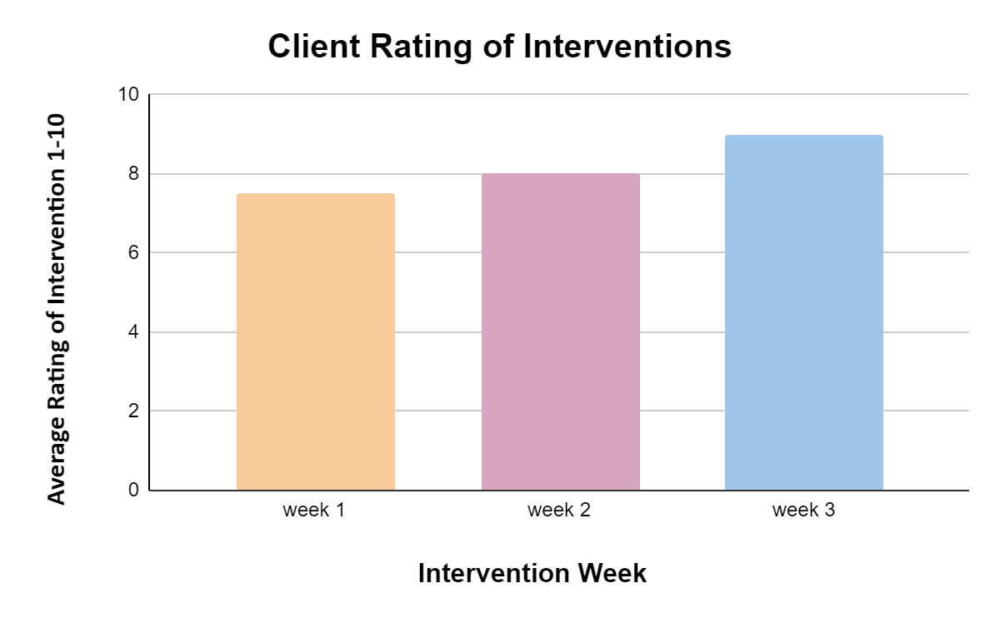 Client Rating of Interventions
Average Rating of Intervention 1-10
10
8
6
4
2
0
week 1
week 2
week 3
Intervention Week